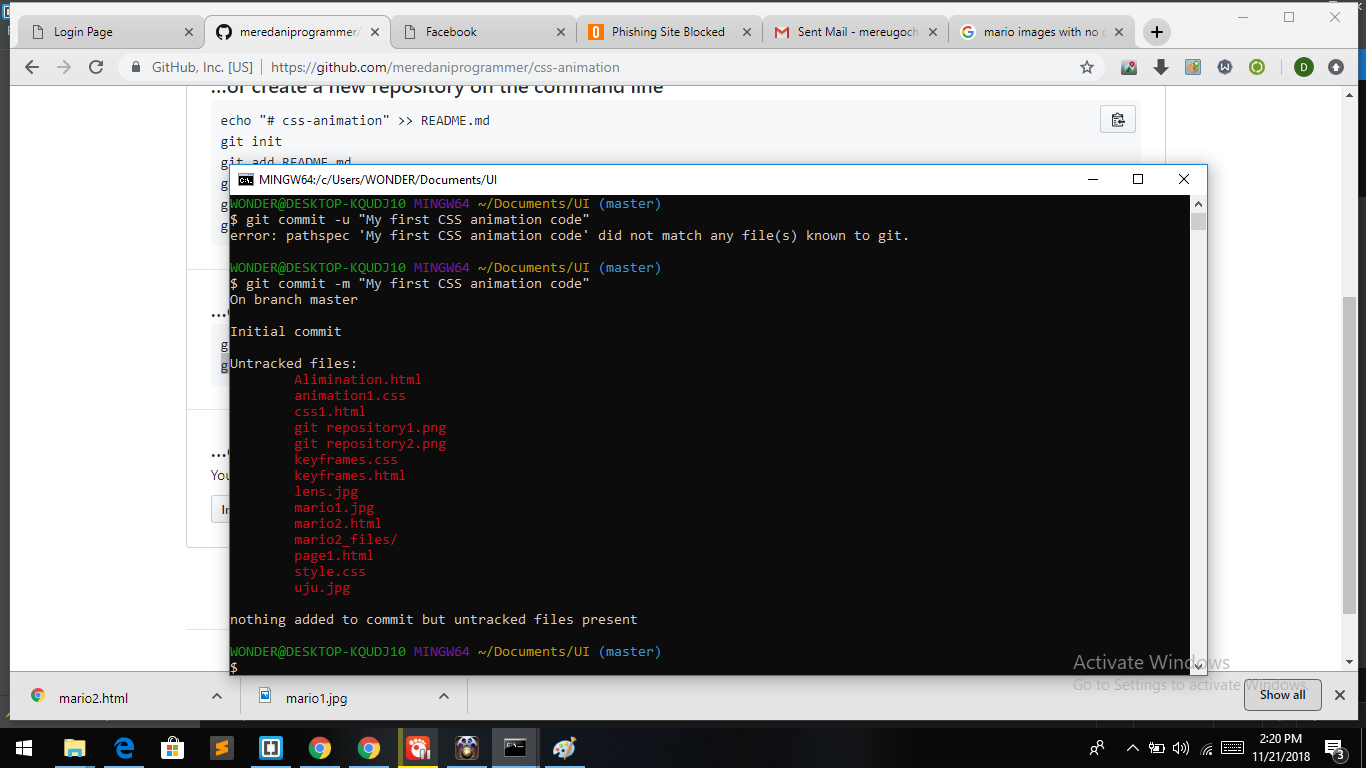 Login Page
meredaniprogrammer/
Facebook
Phishing Site Blocked
Sent Mail - mereugoch
mario images with no
GitHub, Inc. [US]
https://github.com/meredaniprogrammer/css-animation
D
...or create a new repository on the command line
echo "# css-animation" >> README.md
git init
git add README.md
MINGW64:/c/Users/WONDER/Documents/UI
WONDER@DESKTOP-KQUDJ10 MINGW64 ~/Documents/UI (master)
$ git commit -u "My first CSS animation code"
error: pathspec 'My first CSS animation code' did not match any file(s) known to git.
WONDER@DESKTOP-KQUDJ10 MINGW64 ~/Documents/UI (master)
$ git commit -m "My first CSS animation code"
On branch master
Initial commit
Untracked files:
Alimination.html
animation1.css
css1.html
git repository1.png
git repository2.png
keyframes.css
keyframes.html
lens.jpg
mario1.jpg
mario2.html
mario2_files/
page1.html
style.css
uju.jpg
nothing added to commit but untracked files present
WONDER@DESKTOP-KQUDJ10 MINGW64 ~/Documents/UI (master)
$
Activate Windows
Go to Settings to activate Windows.
mario2.html
mario1.jpg
Show all
2:20 PM
11/21/2018
3